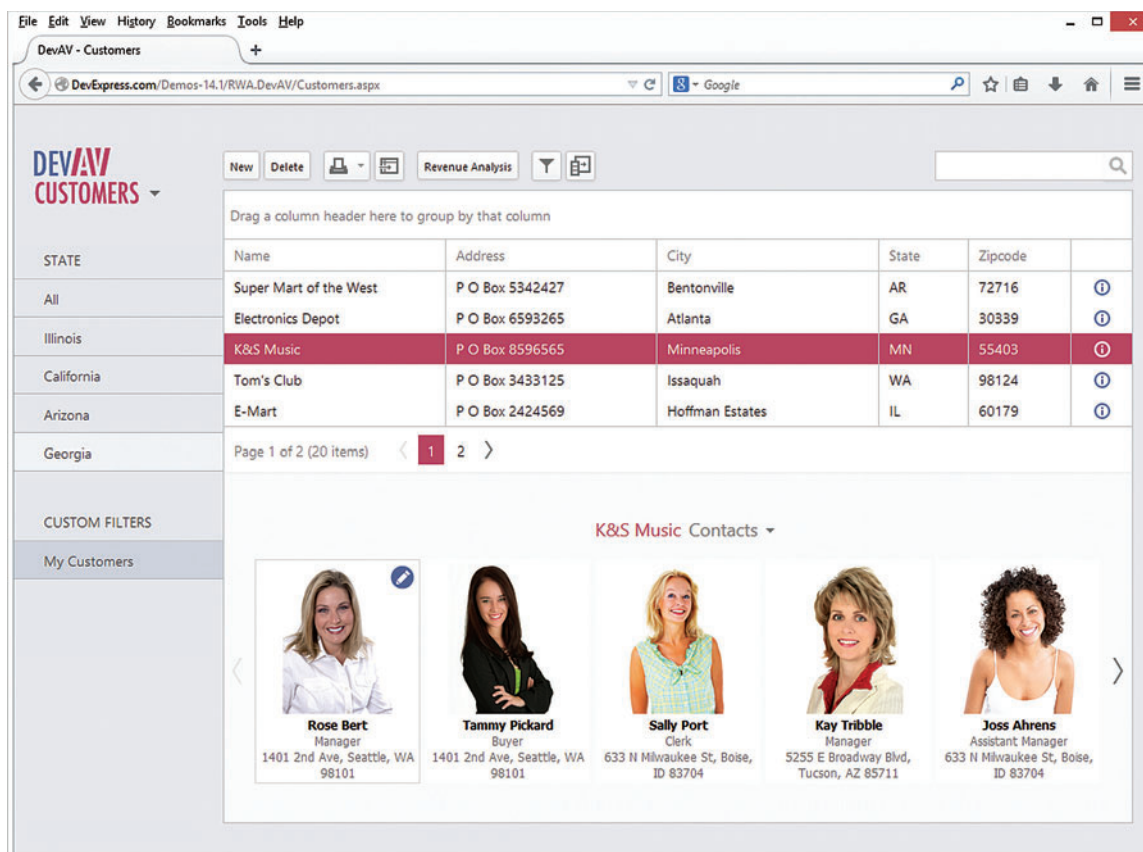 File Edit View History Bookmarks Tools Help
DevAV - Customers
DevExpress.com/Demos-14.1/RWA.DevAV/Customers.aspx
8 Google
DEVAV
CUSTOMERS
New Delete Revenue Analysis
Drag a column header here to group by that column
STATE
All
Illinois
California
Arizona
Georgia
CUSTOM FILTERS
My Customers
Name Address City State Zipcode
Super Mart of the West P O Box 5342427 Bentonville AR 72716
Electronics Depot P O Box 6593265 Atlanta GA 30339
K&S Music P O Box 8596565 Minneapolis MN 55403
Tom's Club P O Box 3433125 Issaquah WA 98124
E-Mart P O Box 2424569 Hoffman Estates IL 60179
Page 1 of 2 (20 items) 1 2
K&S Music Contacts
Rose Bert
Manager
1401 2nd Ave, Seattle, WA
98101
Tammy Pickard
Buyer
1401 2nd Ave, Seattle, WA
98101
Sally Port
Clerk
633 N Milwaukee St, Boise,
ID 83704
Kay Tribble
Manager
5255 E Broadway Blvd,
Tucson, AZ 85711
Joss Ahrens
Assistant Manager
633 N Milwaukee St, Boise,
ID 83704